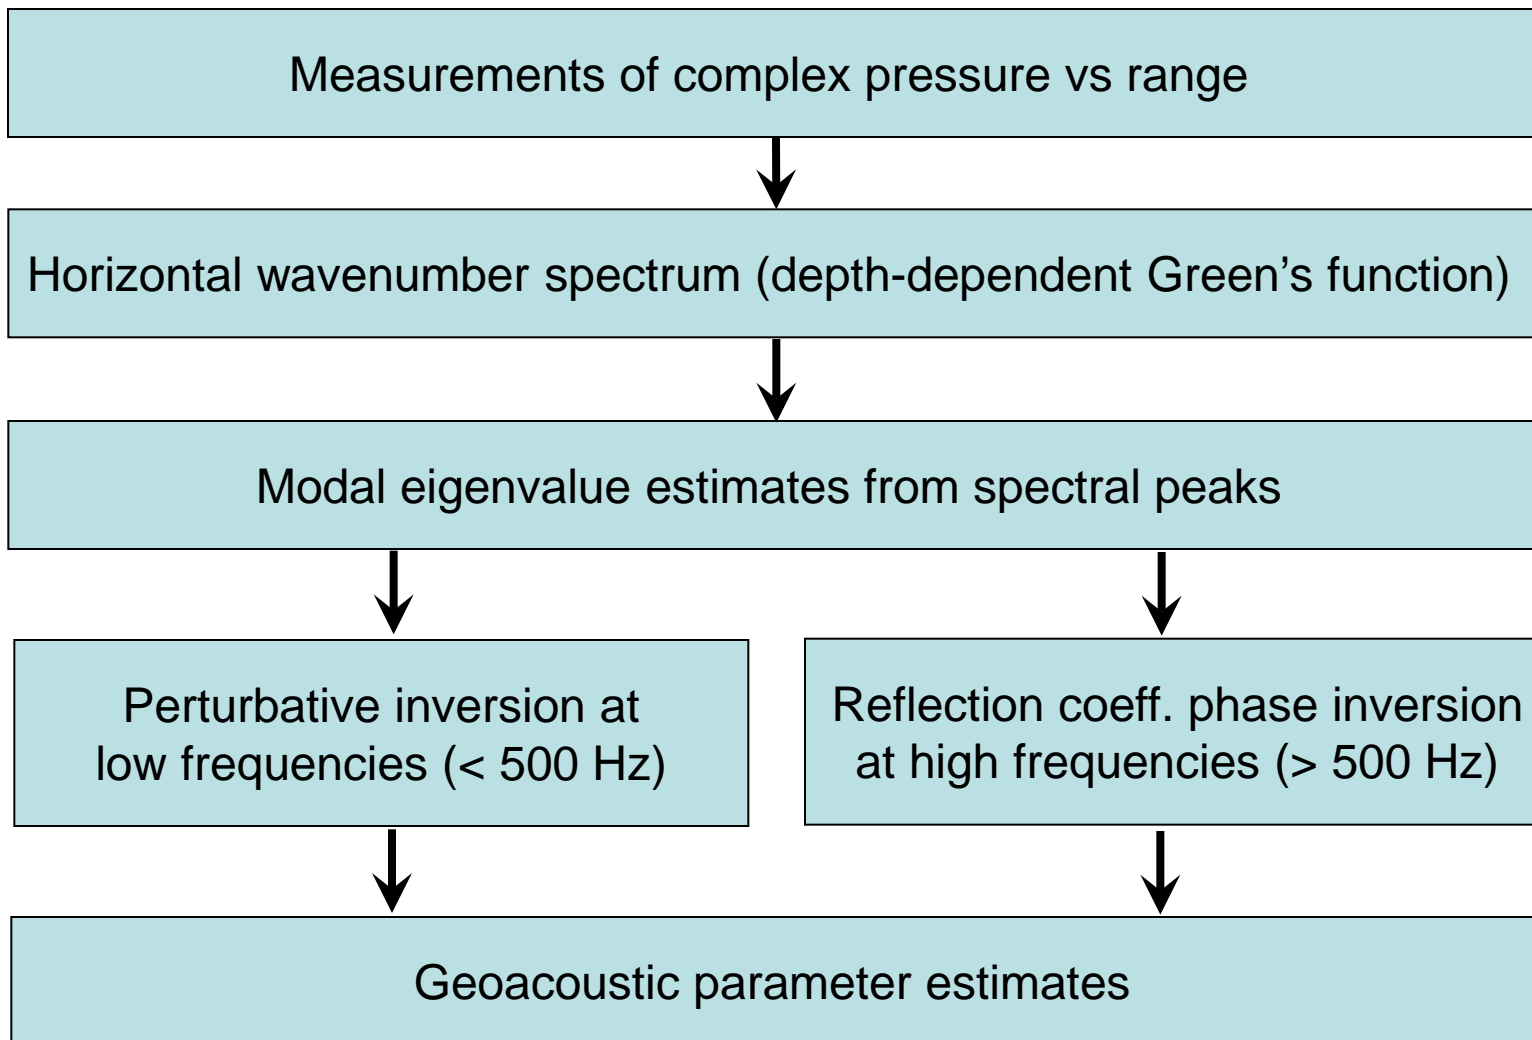 Measurements of complex pressure vs range
Horizontal wavenumber spectrum (depth-dependent Green’s function)
Modal eigenvalue estimates from spectral peaks
Perturbative inversion at
low frequencies (< 500 Hz)
Reflection coeff. phase inversion
at high frequencies (> 500 Hz)
Geoacoustic parameter estimates